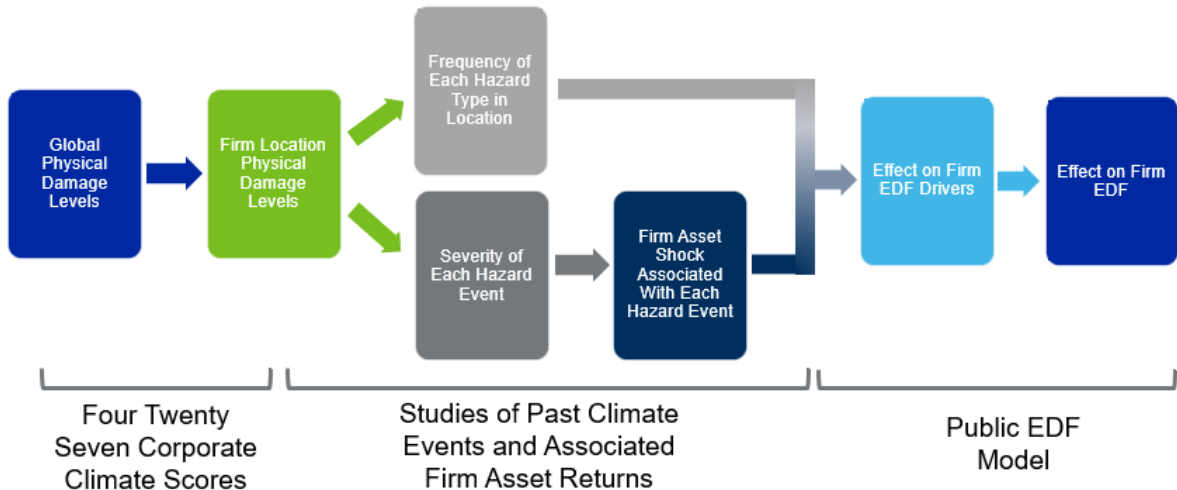 Global
Physical
Damage
Levels
Firm Location
Physical
Damage
Levels
Frequency of
Each Hazard
Type in
Location
Severity of
Each Hazard
Event
Firm Asset
Shock
Associated
With Each
Hazard Event
Effect on Firm
EDF Drivers
Effect on Firm
EDF
Four Twenty
Seven Corporate
Climate Scores
Studies of Past Climate
Events and Associated
Firm Asset Returns
Public EDF
Model